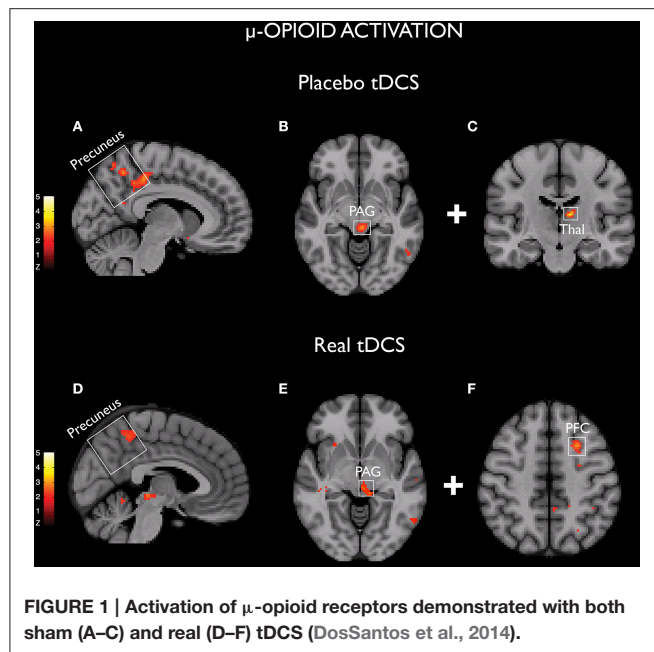 μ-OPIOID ACTIVATION
Placebo tDCS
A
B
C
Precuneus
PAG
Thal
5
4
3
2
1
Z
Real tDCS
D
E
F
Precuneus
PAG
PFC
5
4
3
2
1
Z
FIGURE 1 | Activation of μ-opioid receptors demonstrated with both
sham (A–C) and real (D–F) tDCS (DosSantos et al., 2014).